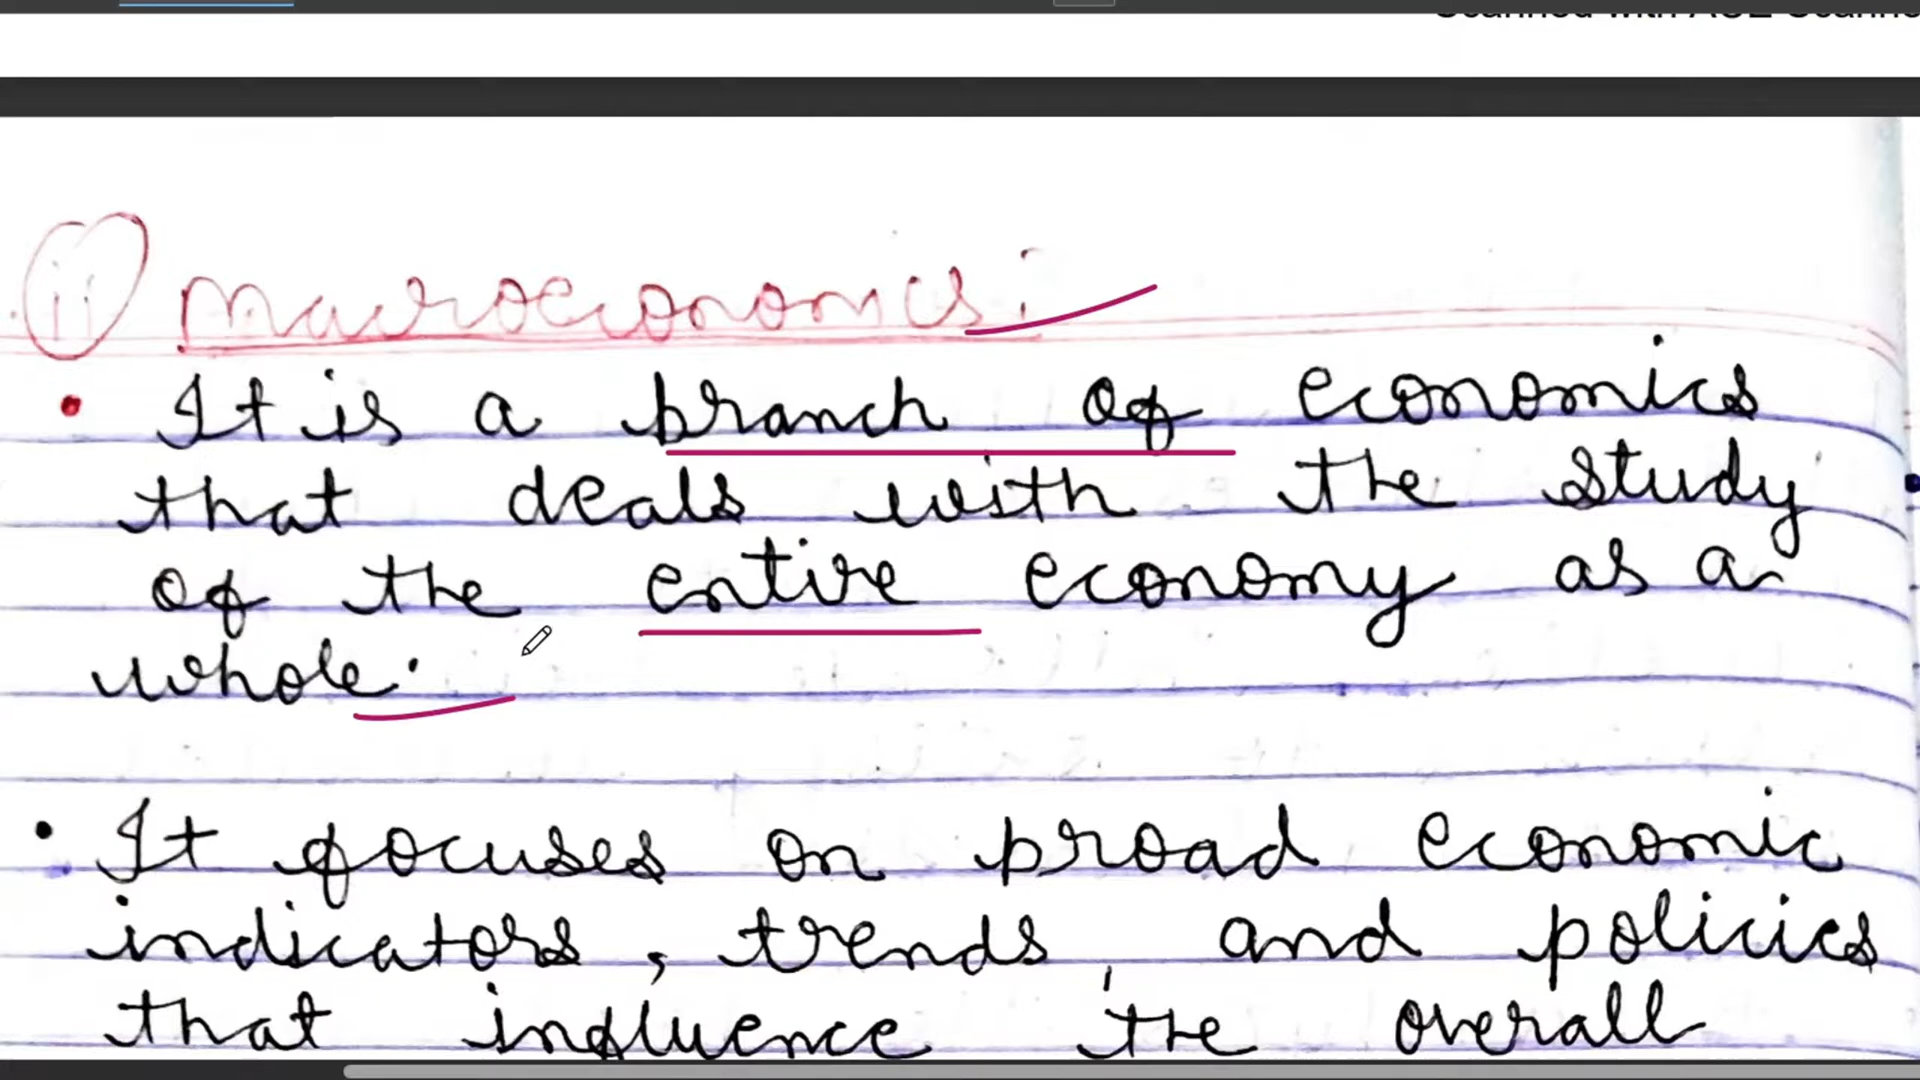 ii Macroeconomics:
• It is a branch of economics
that deals with the study
of the entire economy as a
whole.
• It focuses on broad economic
indicators, trends, and policies
that influence the overall